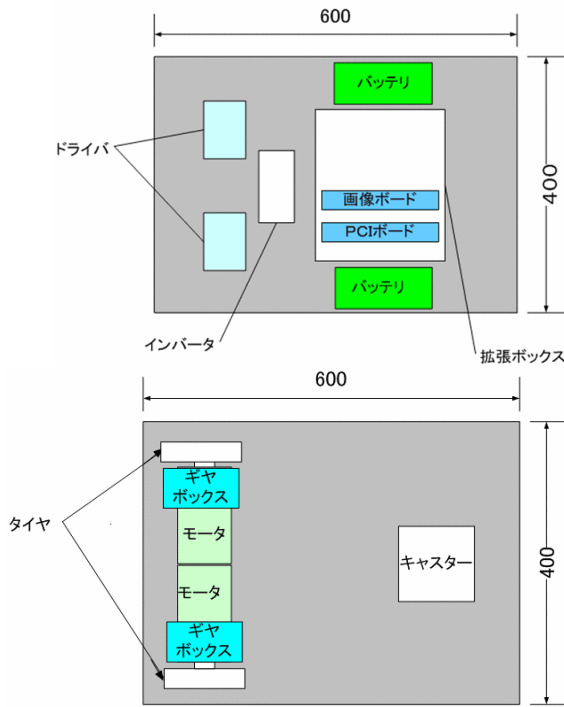 600
バッテリ
ドライバ
400
画像ボード
PCIボード
バッテリ
インバータ
拡張ボックス
600
ギヤ
ボックス
タイヤ
モータ
キャスター
400
モータ
ギヤ
ボックス